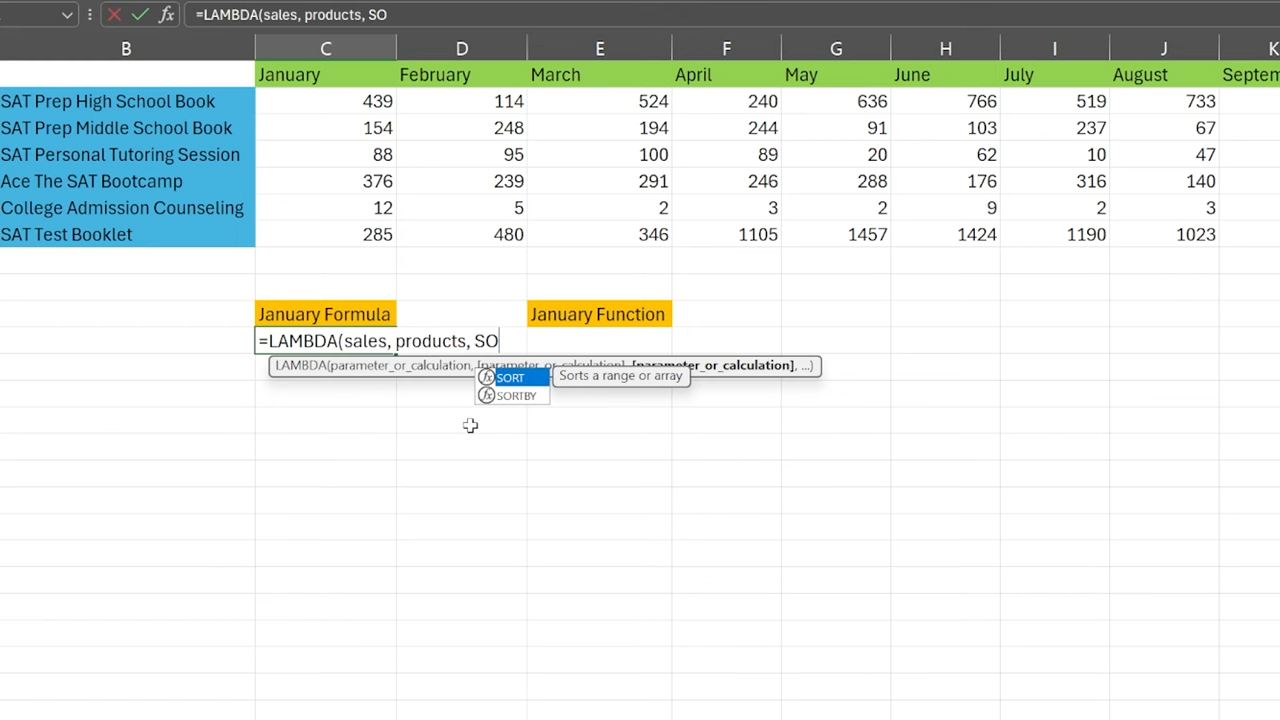 =LAMBDA(sales, products, SO
B C D E F G H I J K
January February March April May June July August Septem
SAT Prep High School Book 439 114 524 240 636 766 519 733
SAT Prep Middle School Book 154 248 194 244 91 103 237 67
SAT Personal Tutoring Session 88 95 100 89 20 62 10 47
Ace The SAT Bootcamp 376 239 291 246 288 176 316 140
College Admission Counseling 12 5 2 3 2 9 2 3
SAT Test Booklet 285 480 346 1105 1457 1424 1190 1023
January Formula January Function
=LAMBDA(sales, products, SO
LAMBDA(parameter_or_calculation, [parameter_or_calculation], [parameter_or_calculation], ...)
SORT Sorts a range or array
SORTBY